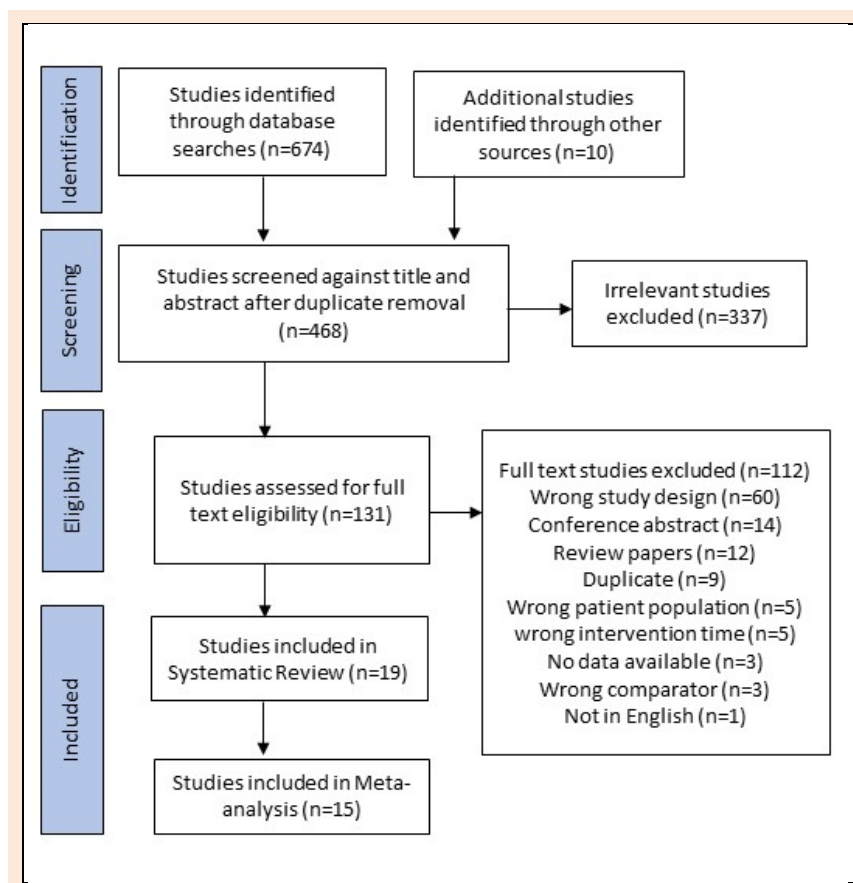 Identification
Studies identified
through database
searches (n=674)
Additional studies
identified through other
sources (n=10)
Screening
Studies screened against title and
abstract after duplicate removal
(n=468)
Irrelevant studies
excluded (n=337)
Eligibility
Studies assessed for full
text eligibility (n=131)
Full text studies excluded (n=112)
Wrong study design (n=60)
Conference abstract (n=14)
Review papers (n=12)
Duplicate (n=9)
Wrong patient population (n=5)
wrong intervention time (n=5)
No data available (n=3)
Wrong comparator (n=3)
Not in English (n=1)
Included
Studies included in
Systematic Review (n=19)
Studies included in Meta-
analysis (n=15)